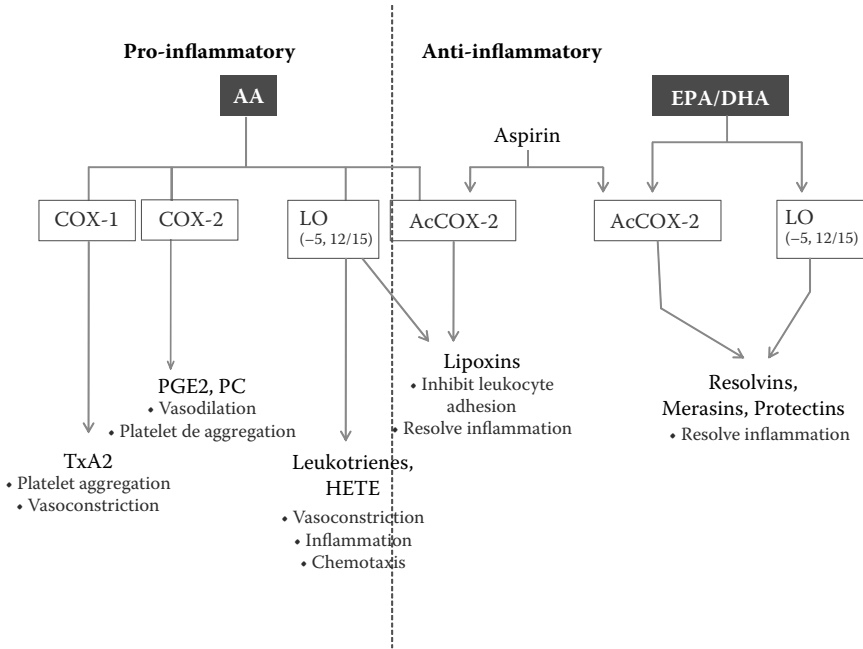 Pro-inflammatory
Anti-inflammatory
AA
EPA/DHA
Aspirin
COX-1
COX-2
LO
(–5, 12/15)
AcCOX-2
AcCOX-2
LO
(–5, 12/15)
PGE2, PC
• Vasodilation
• Platelet de aggregation
Lipoxins
• Inhibit leukocyte
adhesion
• Resolve inflammation
Resolvins,
Merasins, Protectins
• Resolve inflammation
TxA2
• Platelet aggregation
• Vasoconstriction
Leukotrienes,
HETE
• Vasoconstriction
• Inflammation
• Chemotaxis